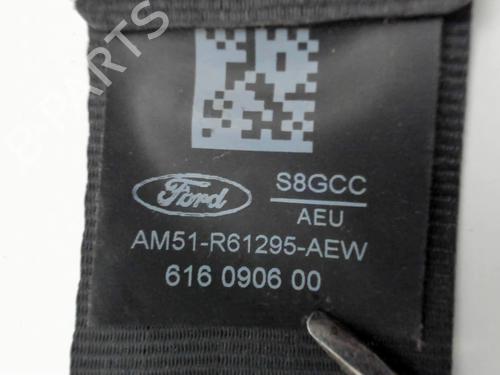 B-PARTS
Ford
S8GCC
AEU
AM51-R61295-AEW
616 0906 00